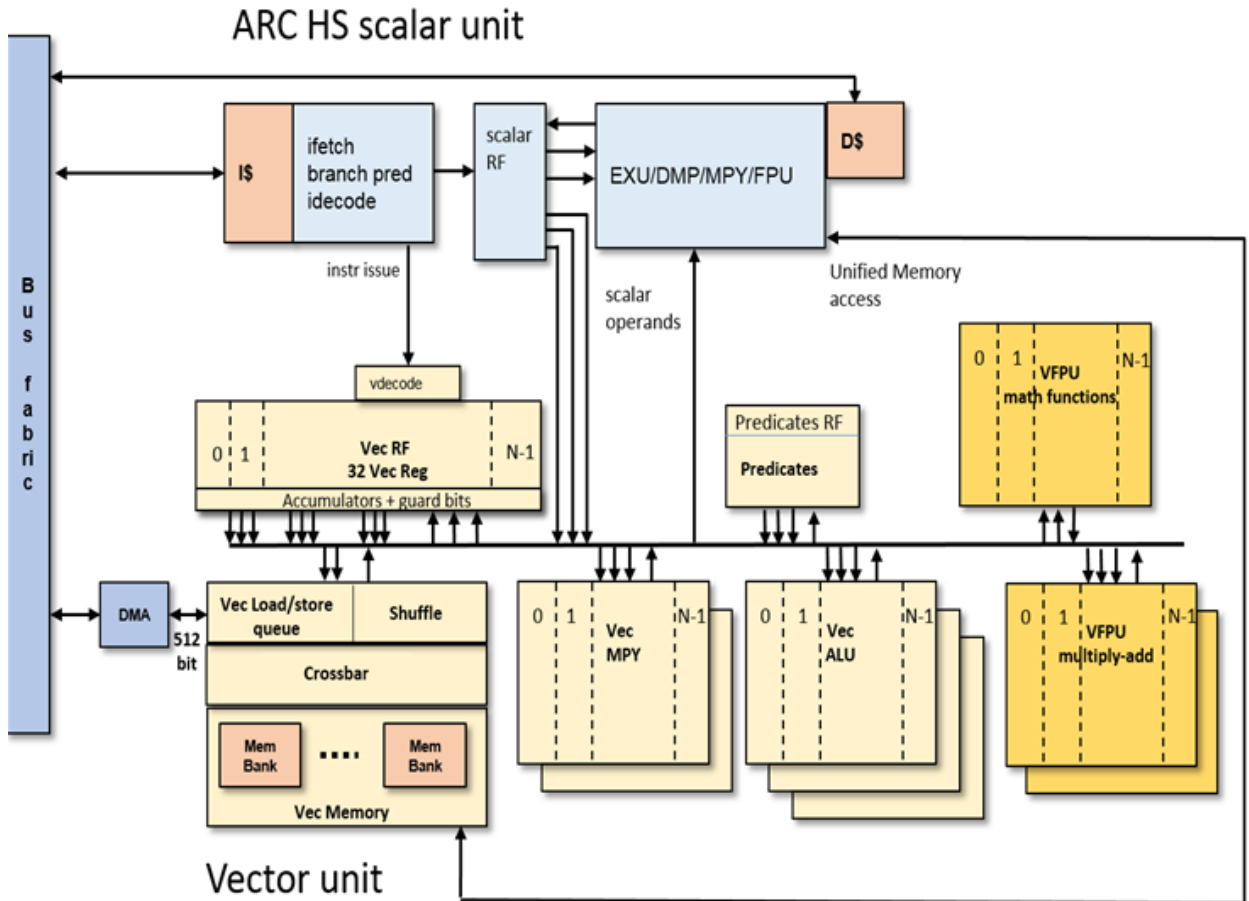 ARC HS scalar unit
Bus fabric
I$
ifetch
branch pred
idecode
scalar
RF
EXU/DMP/MPY/FPU
D$
instr issue
scalar
operands
Unified Memory
access
vdecode
0 1 N-1
Vec RF
32 Vec Reg
Accumulators + guard bits
Predicates RF
Predicates
0 1 N-1
VFPU
math functions
DMA
512
bit
Vec Load/store
queue
Shuffle
Crossbar
Mem
Bank
....
Mem
Bank
Vec Memory
0 1 N-1
Vec
MPY
0 1 N-1
Vec
ALU
0 1 N-1
VFPU
multiply-add
Vector unit